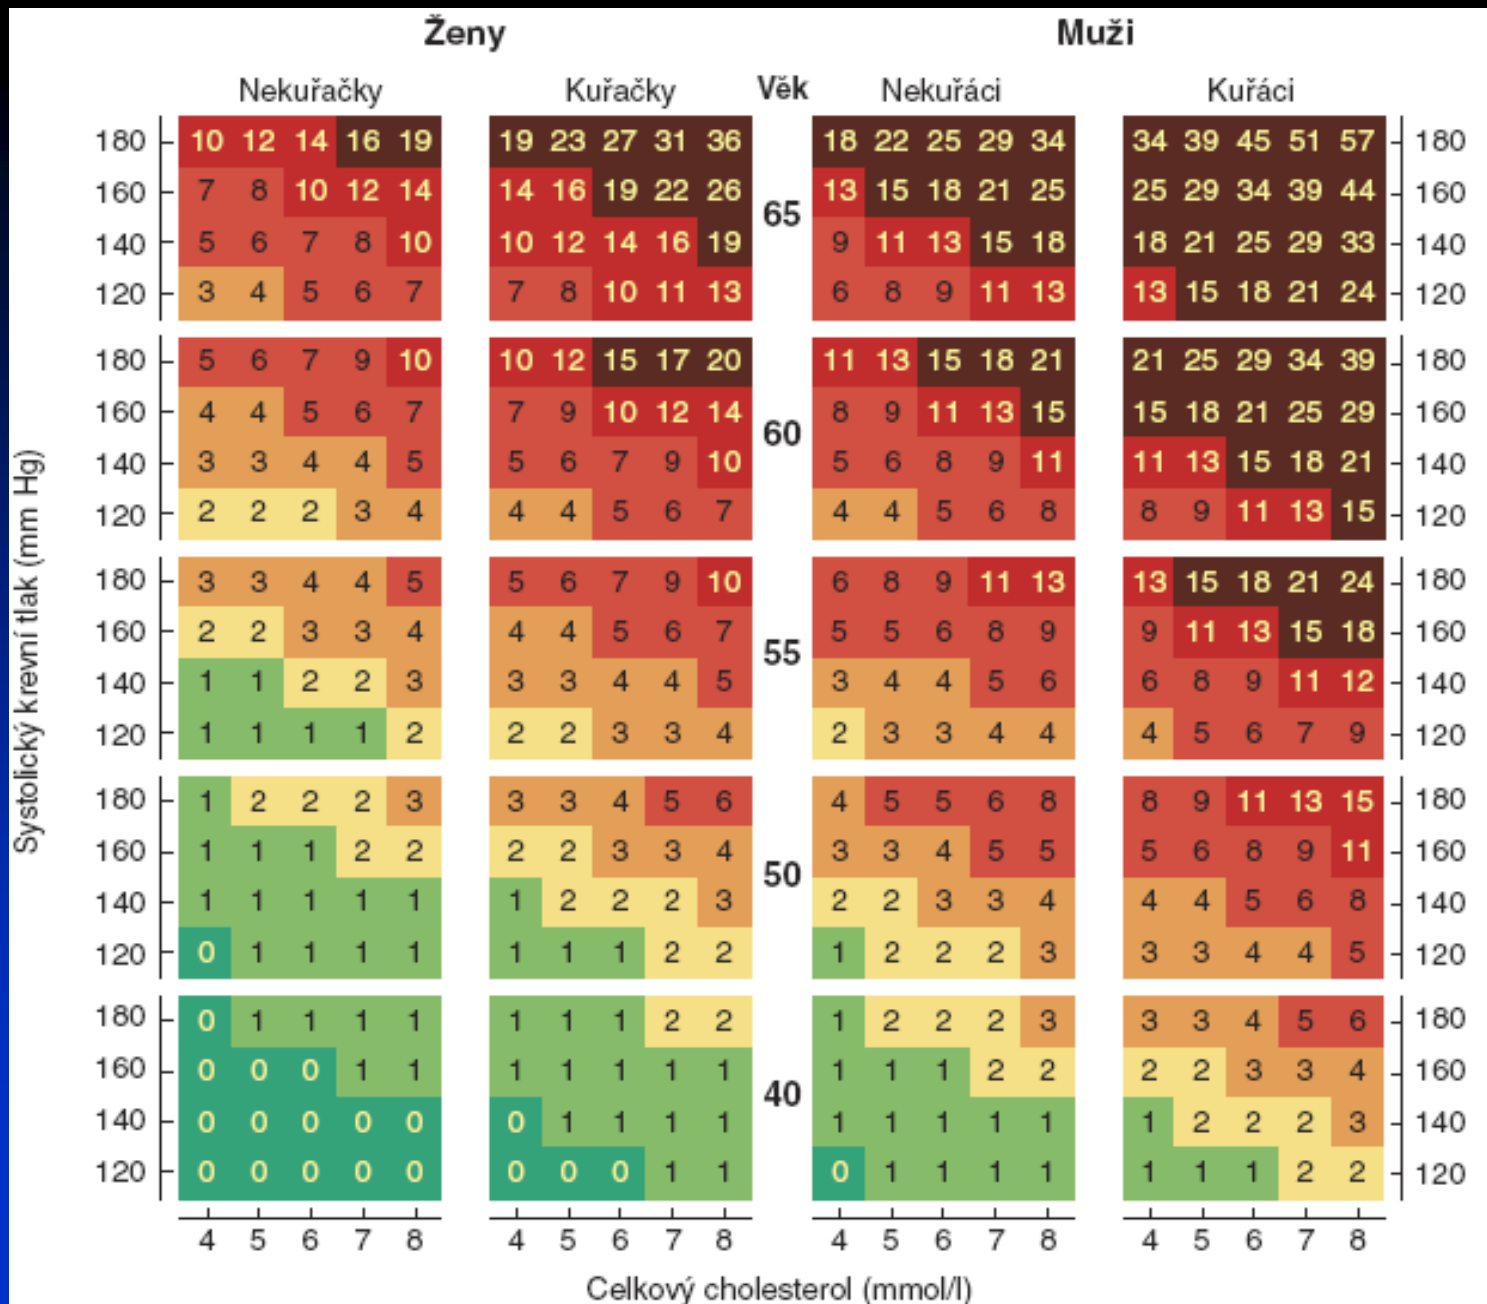 Ženy Muži
Nekuřačky Kuřačky Věk Nekuřáci Kuřáci
180 10 12 14 16 19 19 23 27 31 36 18 22 25 29 34 34 39 45 51 57 180
160 7 8 10 12 14 14 16 19 22 26 13 15 18 21 25 25 29 34 39 44 160
65
140 5 6 7 8 10 10 12 14 16 19 9 11 13 15 18 18 21 25 29 33 140
120 3 4 5 6 7 7 8 10 11 13 6 8 9 11 13 13 15 18 21 24 120
180 5 6 7 9 10 10 12 15 17 20 11 13 15 18 21 21 25 29 34 39 180
160 4 4 5 6 7 7 9 10 12 14 8 9 11 13 15 15 18 21 25 29 160
60
140 3 3 4 4 5 5 6 7 9 10 5 6 8 9 11 11 13 15 18 21 140
120 2 2 2 3 4 4 4 5 6 7 4 4 5 6 8 8 9 11 13 15 120
180 3 3 4 4 5 5 6 7 9 10 6 8 9 11 13 13 15 18 21 24 180
160 2 2 3 3 4 4 4 5 6 7 5 5 6 8 9 9 11 13 15 18 160
55
140 1 1 2 2 3 3 3 4 4 5 3 4 4 5 6 6 8 9 11 12 140
120 1 1 1 1 2 2 2 3 3 4 2 3 3 4 4 4 5 6 7 9 120
180 1 2 2 2 3 3 3 4 5 6 4 5 5 6 8 8 9 11 13 15 180
160 1 1 1 2 2 2 2 3 3 4 3 3 4 5 5 5 6 8 9 11 160
50
140 1 1 1 1 1 1 2 2 2 3 2 2 3 3 4 4 4 5 6 8 140
120 0 1 1 1 1 1 1 1 2 2 1 2 2 2 3 3 3 4 4 5 120
180 0 1 1 1 1 1 1 1 2 2 1 2 2 2 3 3 3 4 5 6 180
160 0 0 0 1 1 1 1 1 1 1 1 1 1 2 2 2 2 3 3 4 160
40
140 0 0 0 0 0 0 1 1 1 1 1 1 1 1 1 1 2 2 2 3 140
120 0 0 0 0 0 0 0 0 1 1 0 1 1 1 1 1 1 1 2 2 120
4 5 6 7 8 4 5 6 7 8 4 5 6 7 8 4 5 6 7 8
Systolický krevní tlak (mm Hg)
Celkový cholesterol (mmol/l)